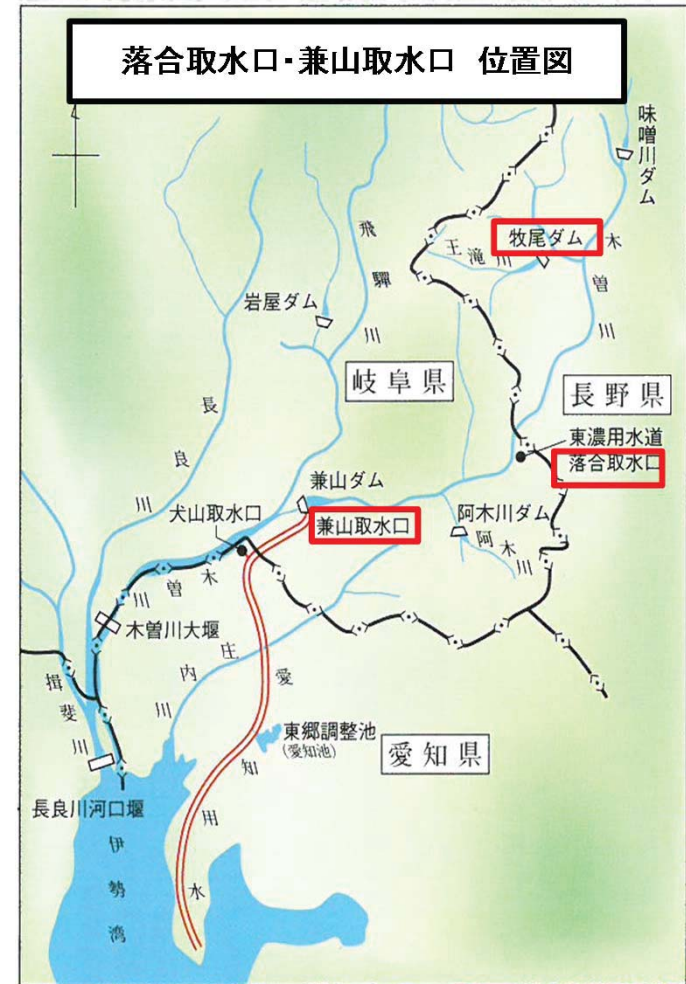 落合取水口・兼山取水口 位置図
味噌川ダム
牧尾ダム
王滝川
木曽川
飛驒川
岩屋ダム
岐阜県
長野県
長良川
東濃用水道
落合取水口
兼山ダム
犬山取水口
兼山取水口
阿木川ダム
阿木川
木曽川
木曽川大堰
庄内川
愛知用水
揖斐川
東郷調整池
(愛知池)
愛知県
長良川河口堰
伊勢湾